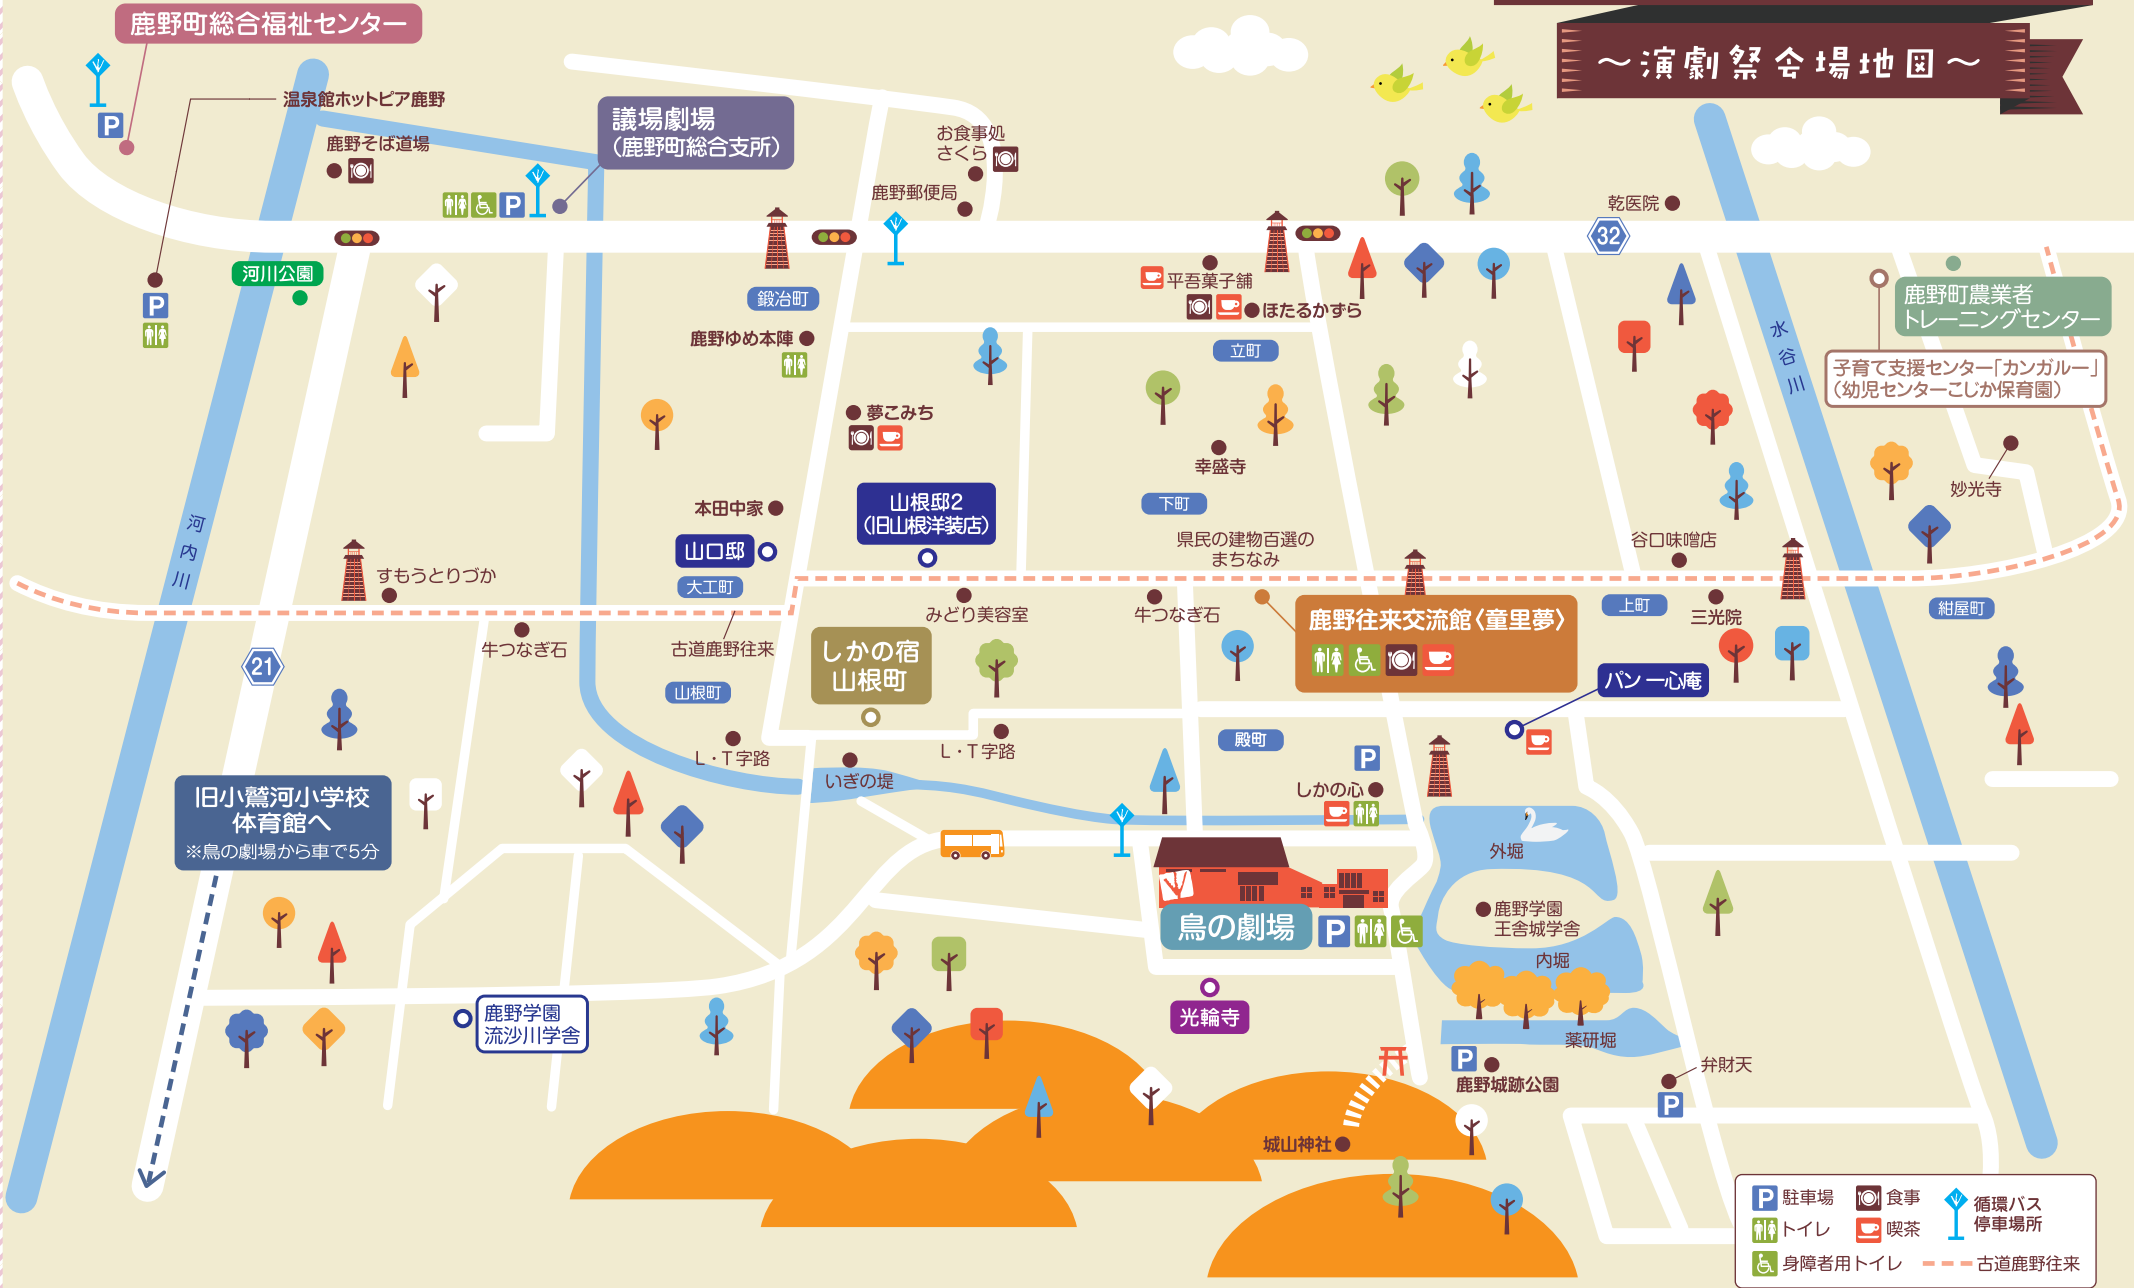 ～演劇祭会場地図～
鹿野町総合福祉センター
P
温泉館ホットピア鹿野
鹿野そば道場
議場劇場
（鹿野町総合支所）
P
お食事処
さくら
鹿野郵便局
乾医院
32
河川公園
P
鍛冶町
平吾菓子舗
ほたるかずら
鹿野町農業者
トレーニングセンター
子育て支援センター「カンガルー」
（幼児センターこじか保育園）
水谷川
鹿野ゆめ本陣
立町
夢こみち
幸盛寺
妙光寺
本田中家
山根邸2
（旧山根洋装店）
下町
河内川
山口邸
県民の建物百選の
まちなみ
谷口味噌店
すもうとりづか
大工町
みどり美容室
牛つなぎ石
鹿野往来交流館〈童里夢〉
上町
三光院
紺屋町
牛つなぎ石
古道鹿野往来
しかの宿
山根町
21
山根町
パン 一心庵
L・T字路
L・T字路
殿町
P
いぎの堤
しかの心
旧小鷲河小学校
体育館へ
※鳥の劇場から車で5分
外堀
鳥の劇場
P
鹿野学園
王舎城学舎
内堀
鹿野学園
流沙川学舎
光輪寺
薬研堀
P
鹿野城跡公園
弁財天
P
城山神社
P 駐車場
食事
循環バス
停車場所
トイレ
喫茶
身障者用トイレ
古道鹿野往来